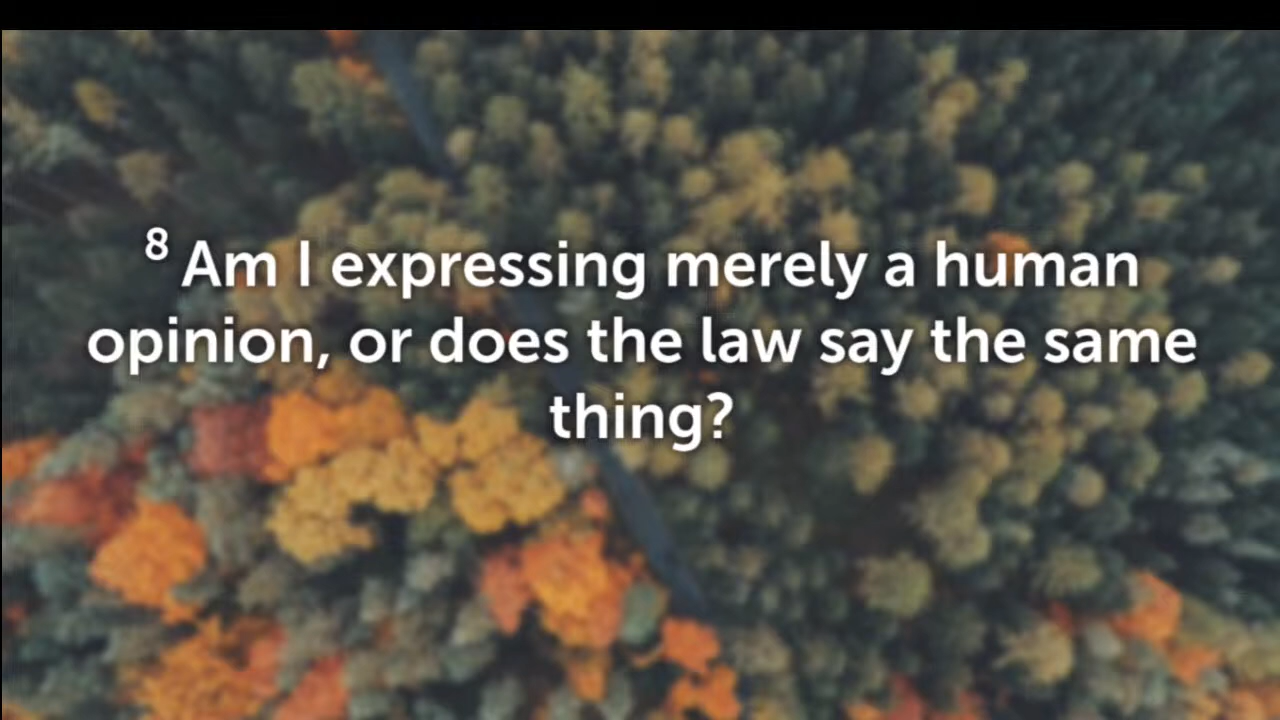 8 Am I expressing merely a human
opinion, or does the law say the same
thing?